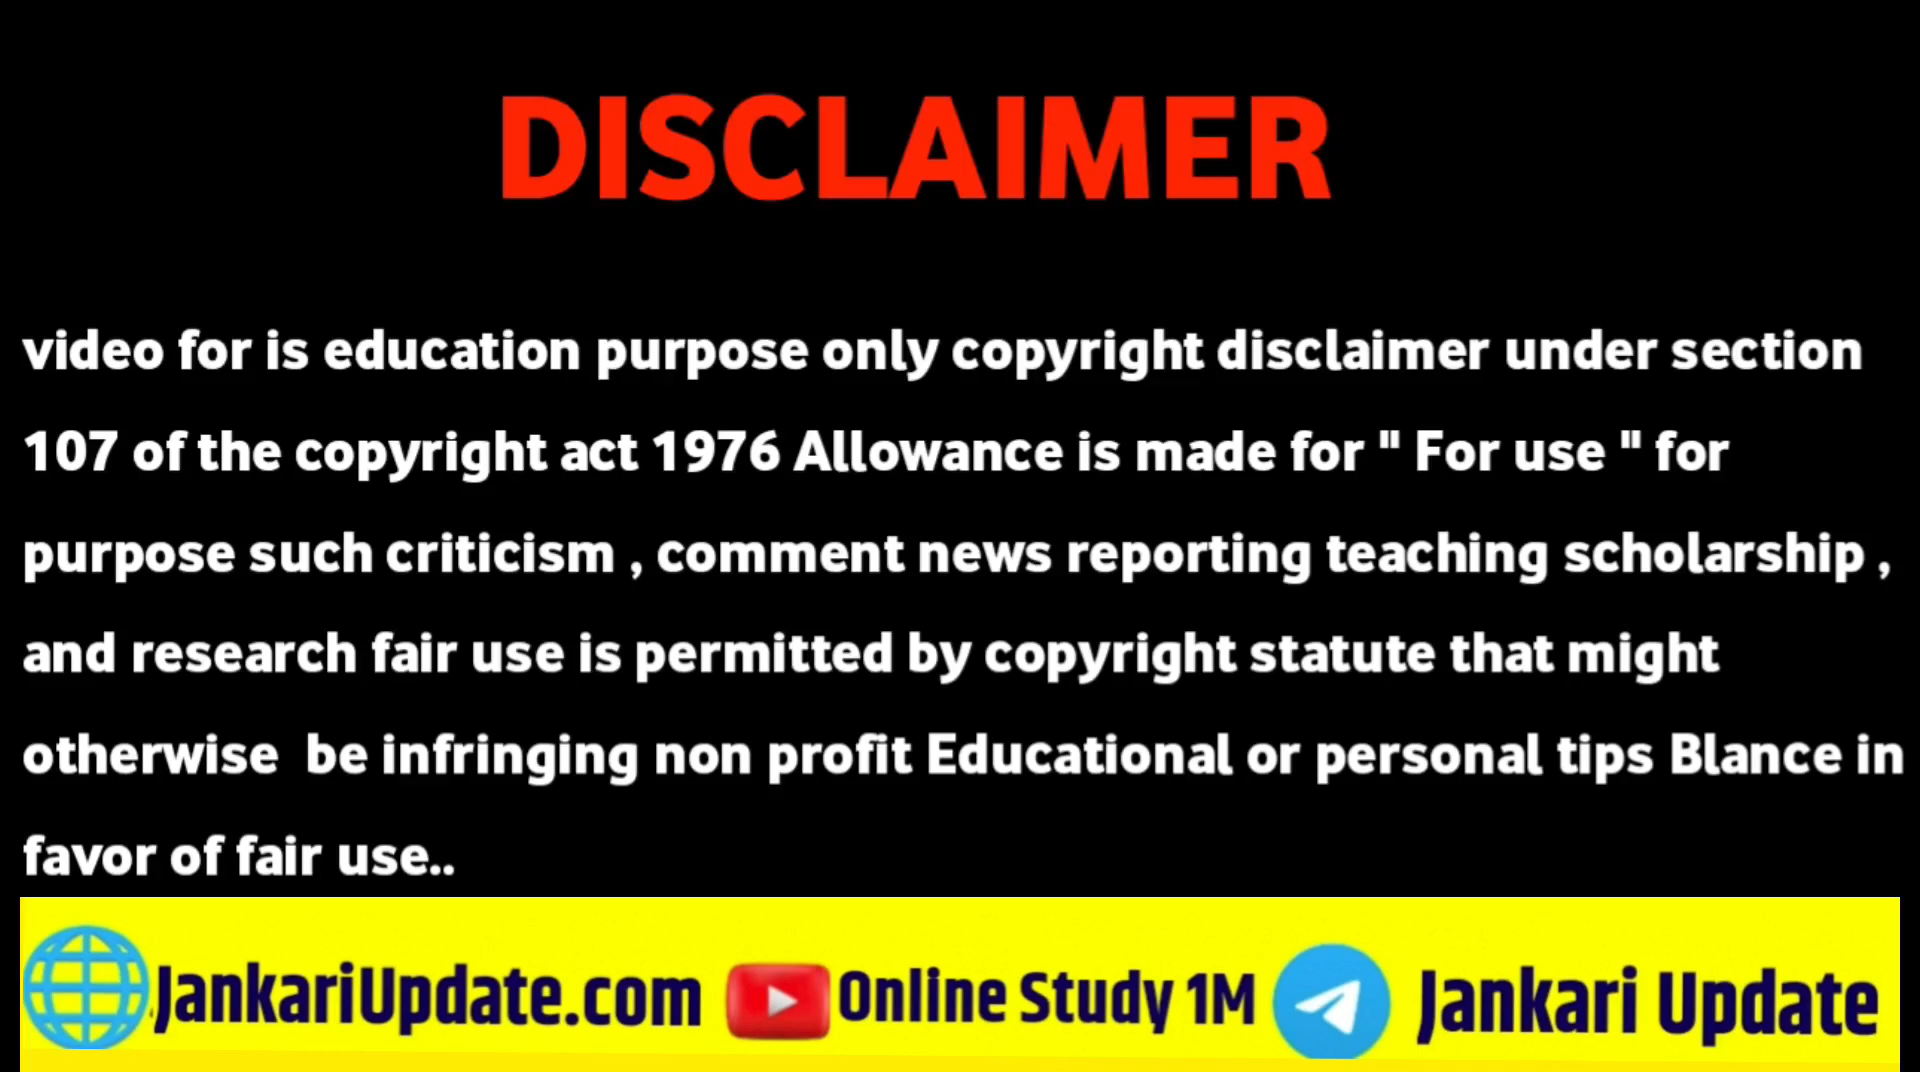 DISCLAIMER
video for is education purpose only copyright disclaimer under section
107 of the copyright act 1976 Allowance is made for " For use " for
purpose such criticism , comment news reporting teaching scholarship ,
and research fair use is permitted by copyright statute that might
otherwise be infringing non profit Educational or personal tips Blance in
favor of fair use..
JankariUpdate.com Online Study 1M Jankari Update